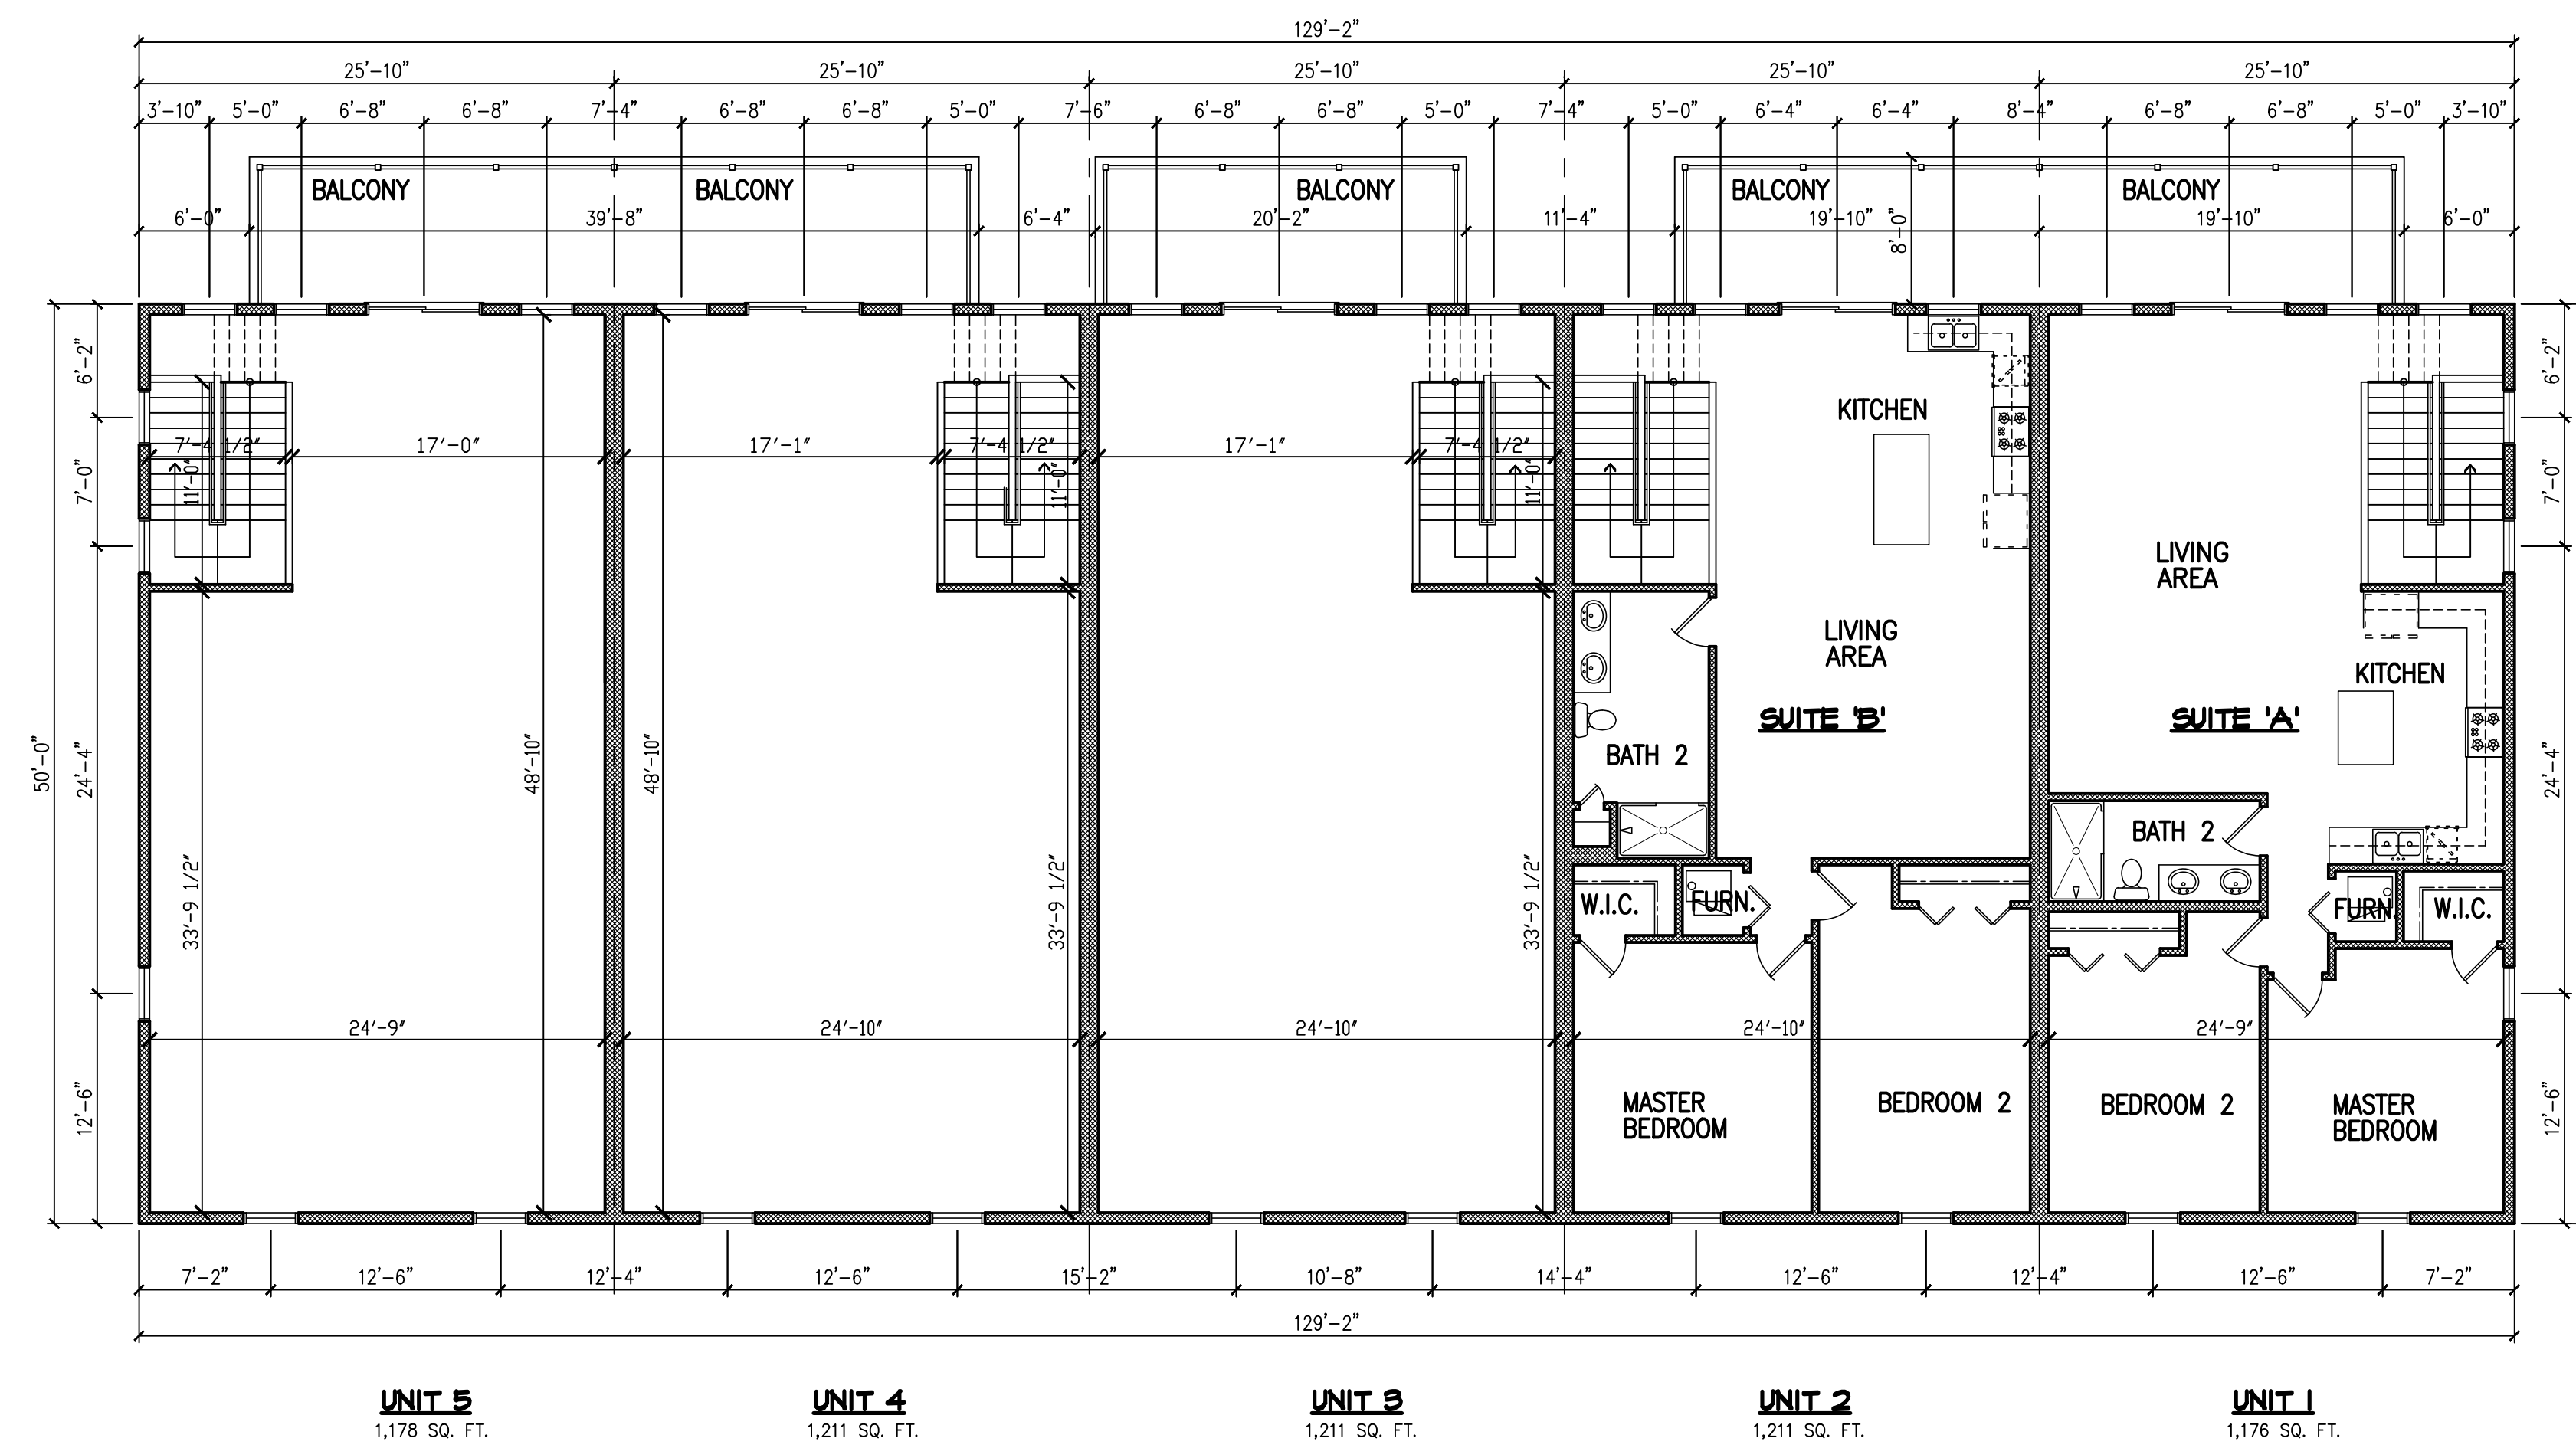 129'-2"
25'-10" 25'-10" 25'-10" 25'-10" 25'-10"
3'-10" 5'-0" 6'-8" 6'-8" 7'-4" 6'-8" 6'-8" 5'-0" 7'-6" 6'-8" 6'-8" 5'-0" 7'-4" 5'-0" 6'-4" 6'-4" 8'-4" 6'-8" 6'-8" 5'-0" 3'-10"
BALCONY BALCONY BALCONY BALCONY BALCONY
6'-0" 39'-8" 6'-4" 20'-2" 11'-4" 19'-10" 19'-10" 6'-0"
8'-0"
6'-2" 6'-2"
KITCHEN
7'-4 1/2" 17'-0" 17'-1" 7'-4 1/2" 17'-1" 7'-4 1/2"
7'-0" 11'-0" 11'-0" 11'-0" 7'-0"
LIVING
AREA
LIVING
AREA
KITCHEN
SUITE 'B' SUITE 'A'
50'-0" 24'-4" 48'-10" 48'-10" 24'-4"
BATH 2
BATH 2
33'-9 1/2" 33'-9 1/2" 33'-9 1/2"
W.I.C. FURN. FURN. W.I.C.
24'-9" 24'-10" 24'-10" 24'-10" 24'-9"
12'-6" 12'-6"
MASTER
BEDROOM
BEDROOM 2
BEDROOM 2
MASTER
BEDROOM
7'-2" 12'-6" 12'-4" 12'-6" 15'-2" 10'-8" 14'-4" 12'-6" 12'-4" 12'-6" 7'-2"
129'-2"
UNIT 5 UNIT 4 UNIT 3 UNIT 2 UNIT 1
1,178 SQ. FT. 1,211 SQ. FT. 1,211 SQ. FT. 1,211 SQ. FT. 1,176 SQ. FT.